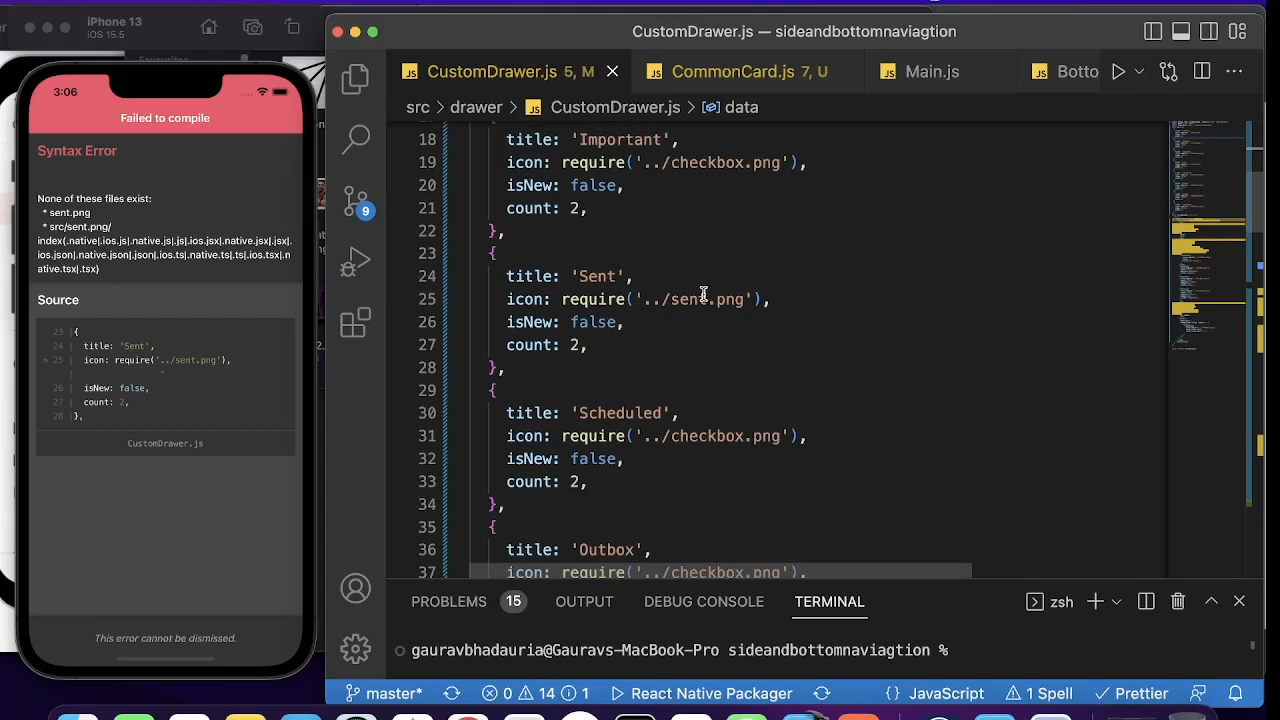 iPhone 13
iOS 15.5
3:06
Failed to compile
Syntax Error
None of these files exist:
* sent.png
* src/sent.png/
index(.native|.ios.js|.native.js|.js|.ios.jsx|.native.jsx|.jsx|.
ios.json|.native.json|.json|.ios.ts|.native.ts|.ts|.ios.tsx|.n
ative.tsx|.tsx)
Source
23 | {
24 | title: 'Sent',
> 25 | icon: require('../sent.png'),
| ^
26 | isNew: false,
27 | count: 2,
28 | },
CustomDrawer.js
This error cannot be dismissed.
CustomDrawer.js — sideandbottomnaviagtion
CustomDrawer.js 5, M
CommonCard.js 7, U
Main.js
Botto
src > drawer > CustomDrawer.js > data
18 title: 'Important',
19 icon: require('../checkbox.png'),
20 isNew: false,
21 count: 2,
22 },
23 {
24 title: 'Sent',
25 icon: require('../sent.png'),
26 isNew: false,
27 count: 2,
28 },
29 {
30 title: 'Scheduled',
31 icon: require('../checkbox.png'),
32 isNew: false,
33 count: 2,
34 },
35 {
36 title: 'Outbox',
37 icon: require('../checkbox.png'),
9
PROBLEMS 15 OUTPUT DEBUG CONSOLE TERMINAL zsh
gauravbhadauria@Gauravs-MacBook-Pro sideandbottomnaviagtion %
master* 0 14 1 React Native Packager {} JavaScript 1 Spell Prettier